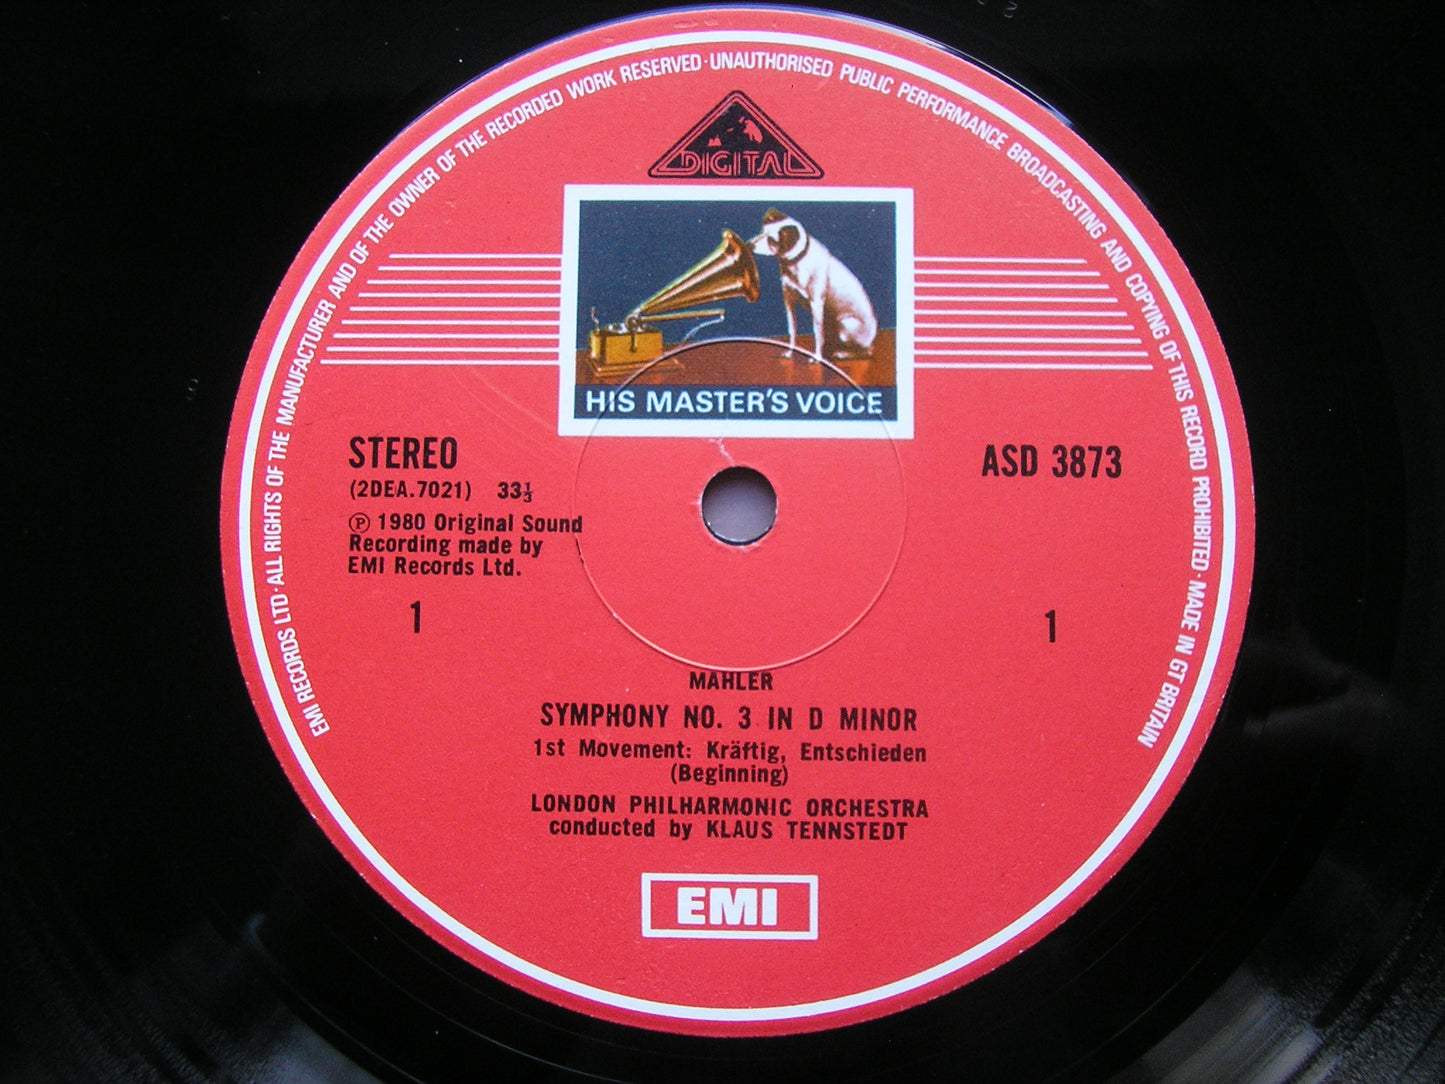 EMI RECORDS LTD · ALL RIGHTS OF THE MANUFACTURER AND OF THE OWNER OF THE RECORDED WORK RESERVED · UNAUTHORISED PUBLIC PERFORMANCE BROADCASTING AND COPYING OF THIS RECORD PROHIBITED · MADE IN GT BRITAIN
DIGITAL
HIS MASTER'S VOICE
STEREO
ASD 3873
(2DEA.7021) 33⅓
℗ 1980 Original Sound
Recording made by
EMI Records Ltd.
1
1
MAHLER
SYMPHONY NO. 3 IN D MINOR
1st Movement: Kräftig, Entschieden
(Beginning)
LONDON PHILHARMONIC ORCHESTRA
conducted by KLAUS TENNSTEDT
EMI